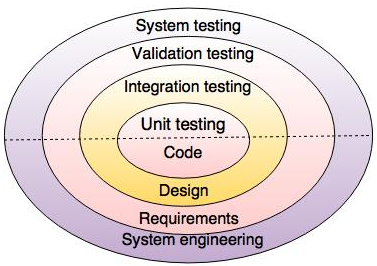 System testing
Validation testing
Integration testing
Unit testing
Code
Design
Requirements
System engineering